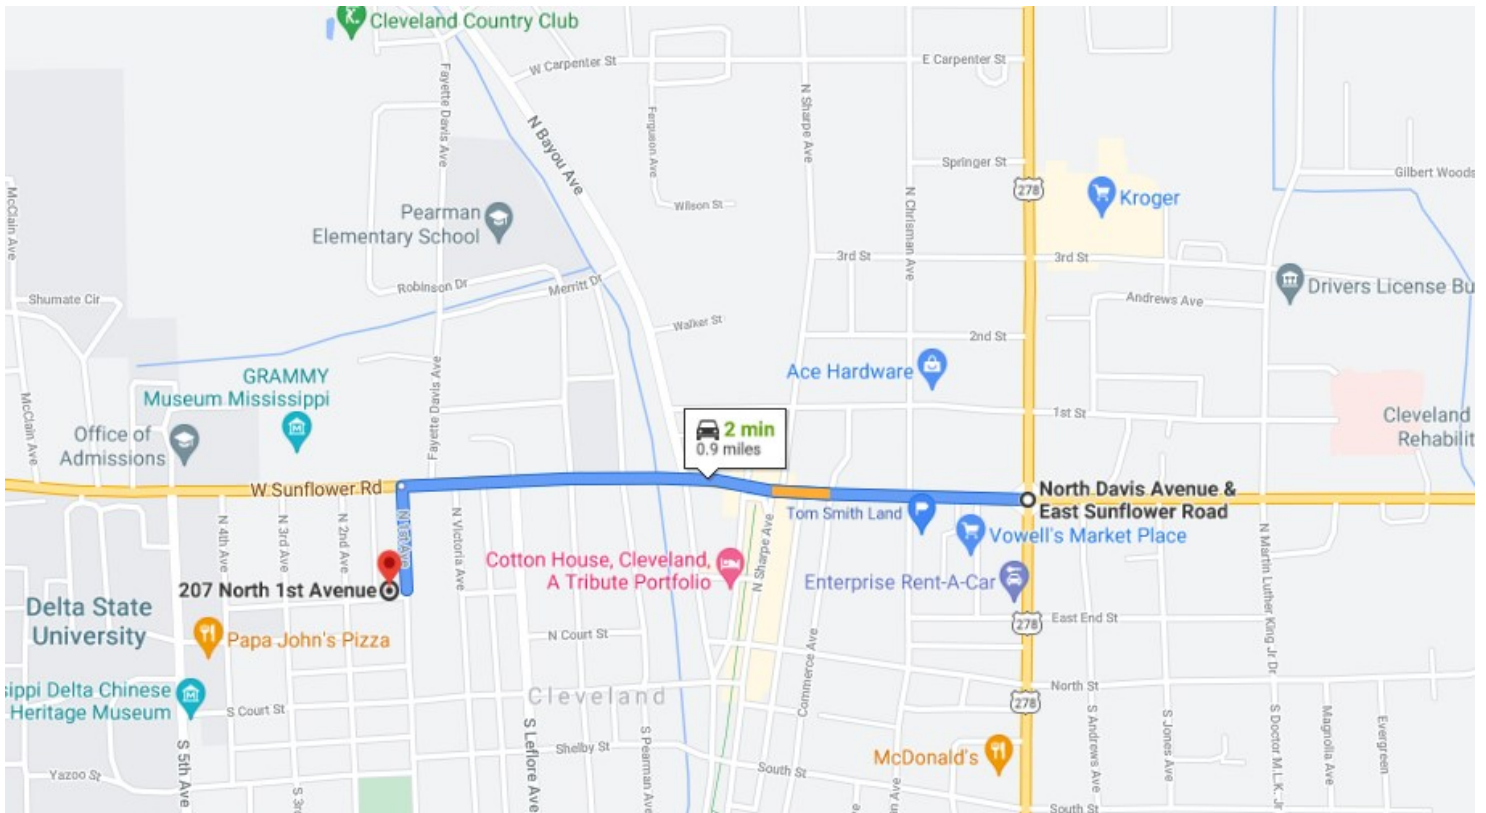 Cleveland Country Club
W Carpenter St
E Carpenter St
Fayette Davis Ave
N Bayou Ave
Ferguson Ave
N Sharpe Ave
Springer St
278
Gilbert Woods
McClain Ave
Pearman
Elementary School
Wilson St
N Chrisman Ave
Kroger
3rd St
3rd St
Robinson Dr
Merritt Dr
Drivers License Bu
Shumate Cir
Andrews Ave
Walker St
2nd St
GRAMMY
Museum Mississippi
Fayette Davis Ave
Ace Hardware
McClain Ave
1st St
Cleveland
Rehabilit
Office of
Admissions
2 min
0.9 miles
W Sunflower Rd
North Davis Avenue &
East Sunflower Road
N 4th Ave
N 3rd Ave
N 2nd Ave
N 1st Ave
N Victoria Ave
Tom Smith Land
Vowell's Market Place
N Sharpe Ave
N Martin Luther King Jr Dr
Cotton House, Cleveland,
A Tribute Portfolio
Enterprise Rent-A-Car
207 North 1st Avenue
Delta State
University
278
East End St
Papa John's Pizza
N Court St
Commerce Ave
sippi Delta Chinese
Heritage Museum
Cleveland
North St
278
S Court St
S Andrews Ave
S Jones Ave
S Doctor M.L.K. Jr
Magnolia Ave
Evergreen
S 5th Ave
S Leflore Ave
S Pearman Ave
Shelby St
McDonald's
South St
Yazoo St
S 3rd
South St